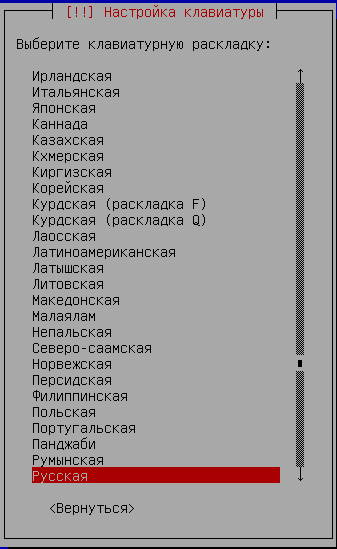 [!!] Настройка клавиатуры
Выберите клавиатурную раскладку:
Ирландская
Итальянская
Японская
Каннада
Казахская
Кхмерская
Киргизская
Корейская
Курдская (раскладка F)
Курдская (раскладка Q)
Лаосская
Латиноамериканская
Латышская
Литовская
Македонская
Малаялам
Непальская
Северо-саамская
Норвежская
Персидская
Филиппинская
Польская
Португальская
Панджаби
Румынская
Русская
<Вернуться>